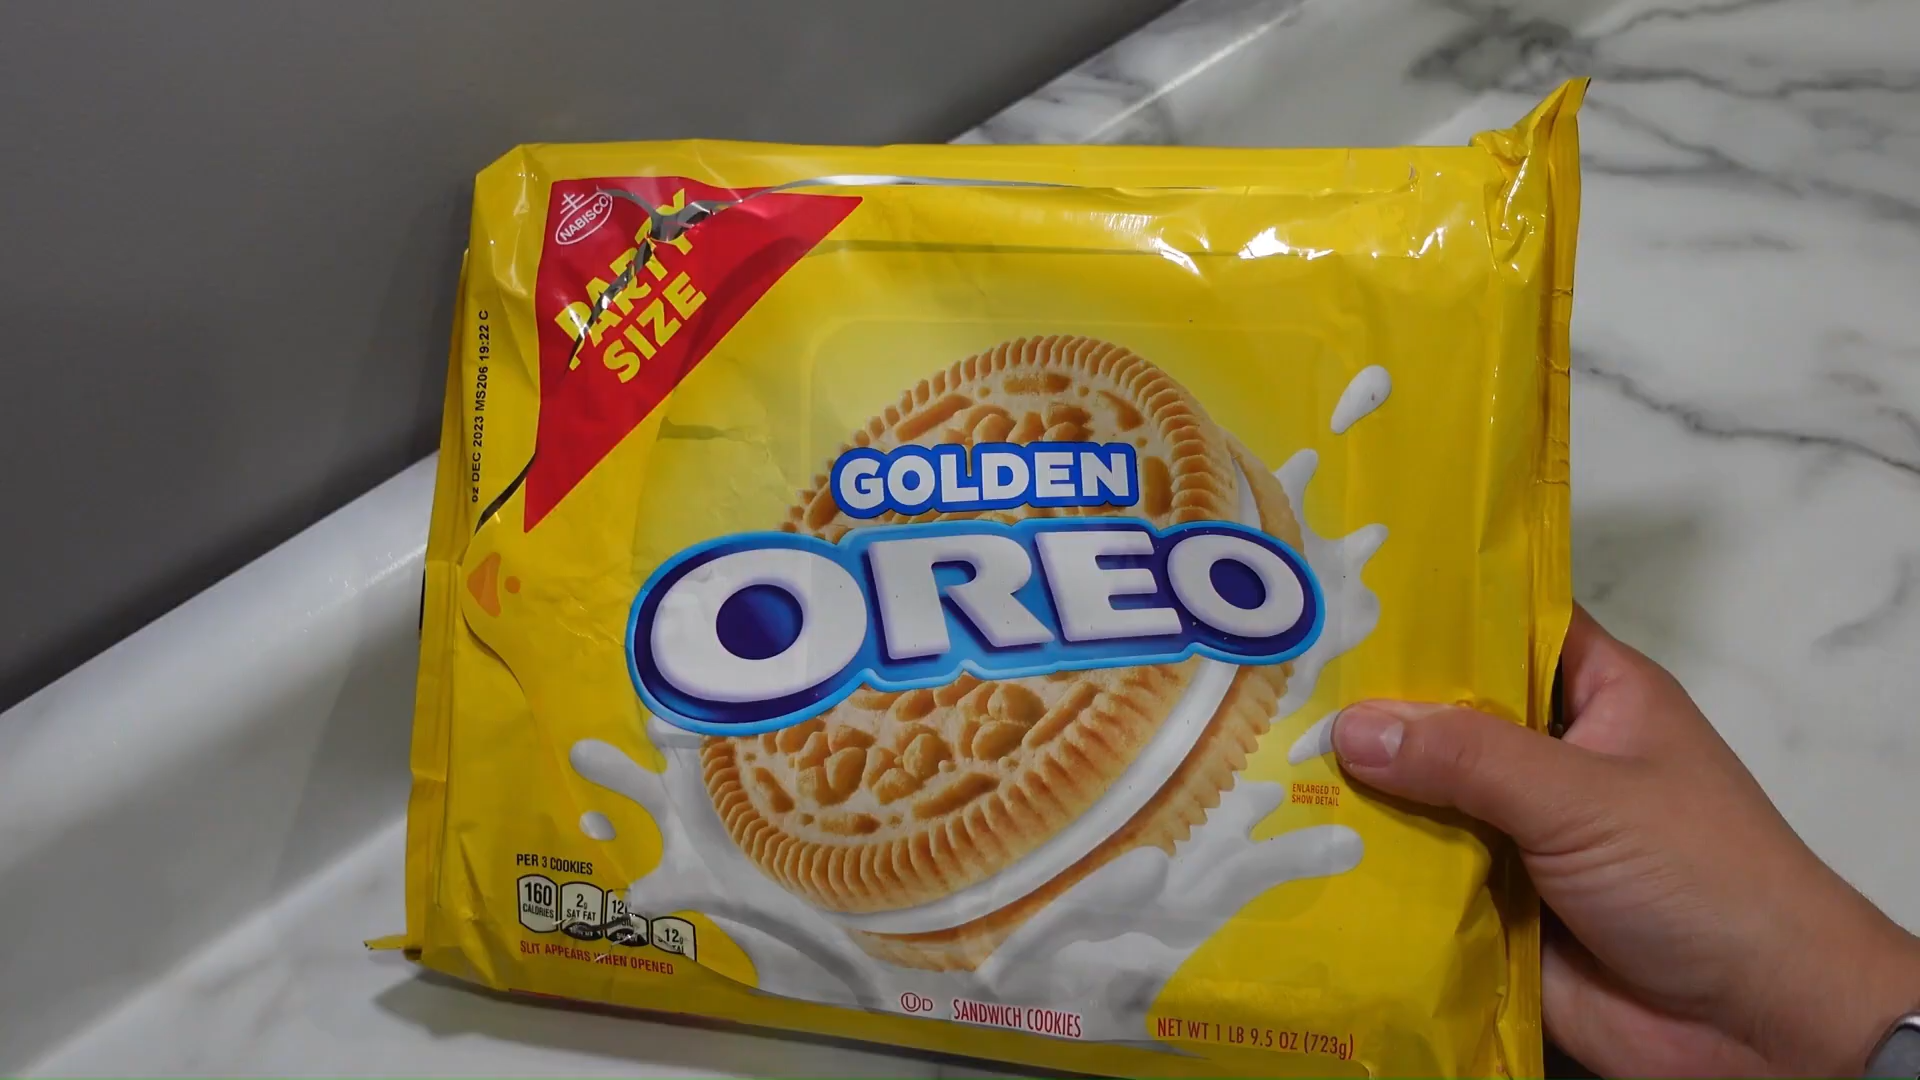 NABISCO
PARTY
SIZE
02 DEC 2023 MS206 19:22 C
GOLDEN
OREO
ENLARGED TO
SHOW DETAIL
PER 3 COOKIES
160
CALORIES
2g
SAT FAT
12g
SLIT APPEARS WHEN OPENED
UD
SANDWICH COOKIES
NET WT 1 LB 9.5 OZ (723g)